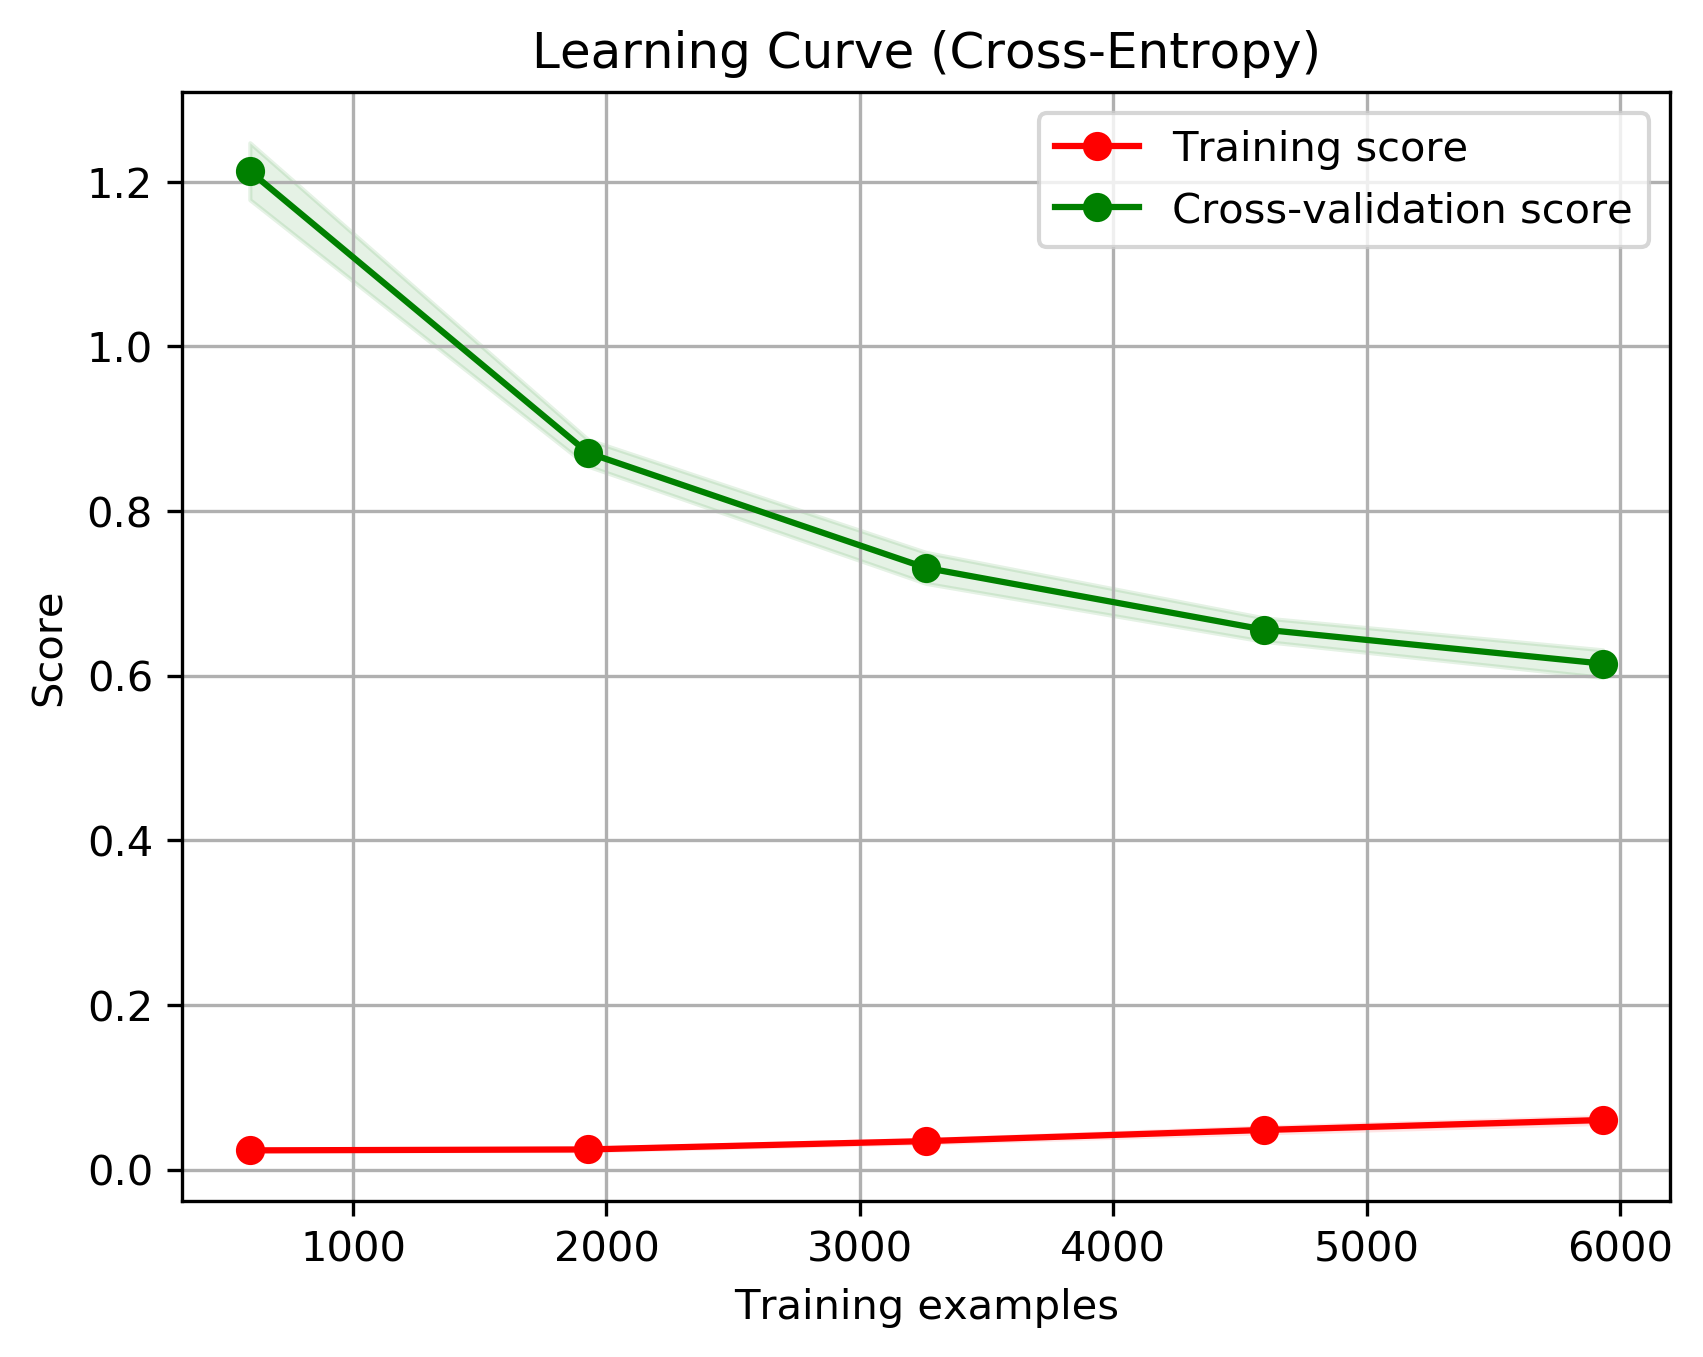 Learning Curve (Cross-Entropy)
Training score
Cross-validation score
1.2
1.0
0.8
0.6
0.4
0.2
0.0
Score
1000 2000 3000 4000 5000 6000
Training examples